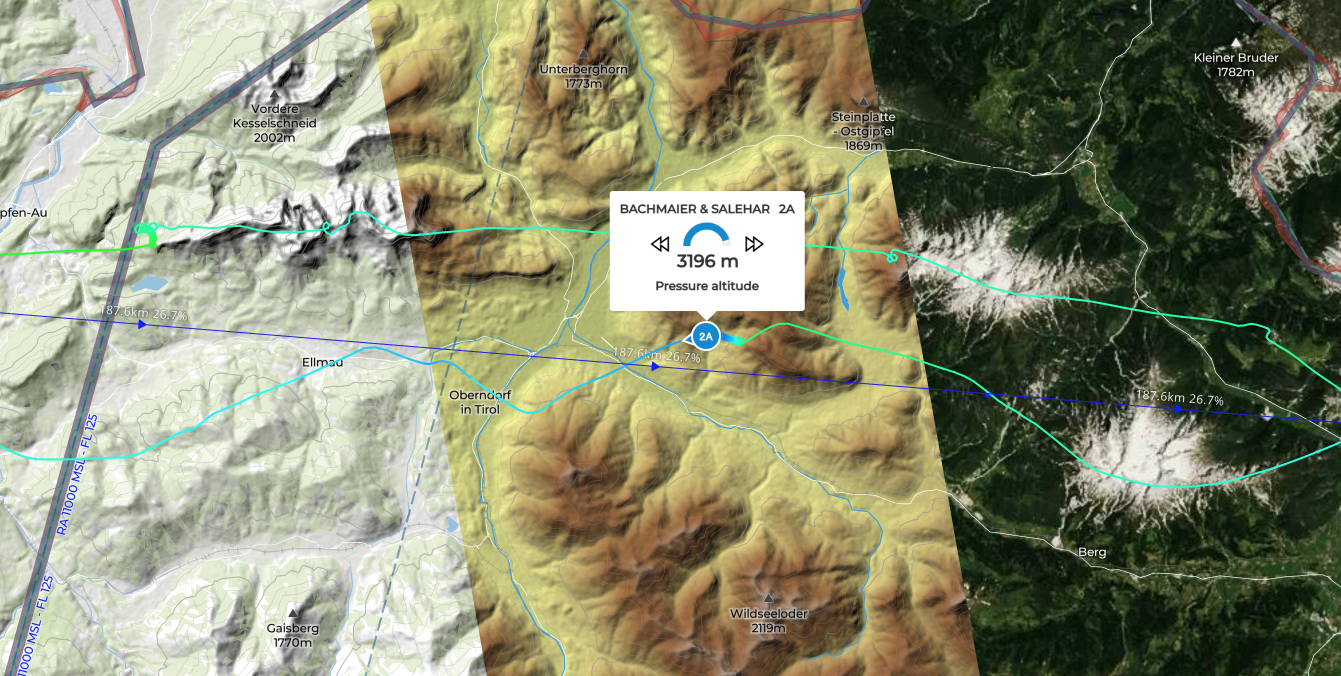 Kleiner Bruder
1782m
Unterberghorn
1773m
Vordere
Kesselschneid
2002m
Steinplatte
- Ostgipfel
1869m
pfen-Au
BACHMAIER & SALEHAR 2A
3196 m
Pressure altitude
187.6km 26.7%
2A
187.6km 26.7%
Ellmau
Oberndorf
in Tirol
187.6km 26.7%
RA 11000 MSL - FL 125
Berg
11000 MSL - FL 125
Wildseeloder
2119m
Gaisberg
1770m